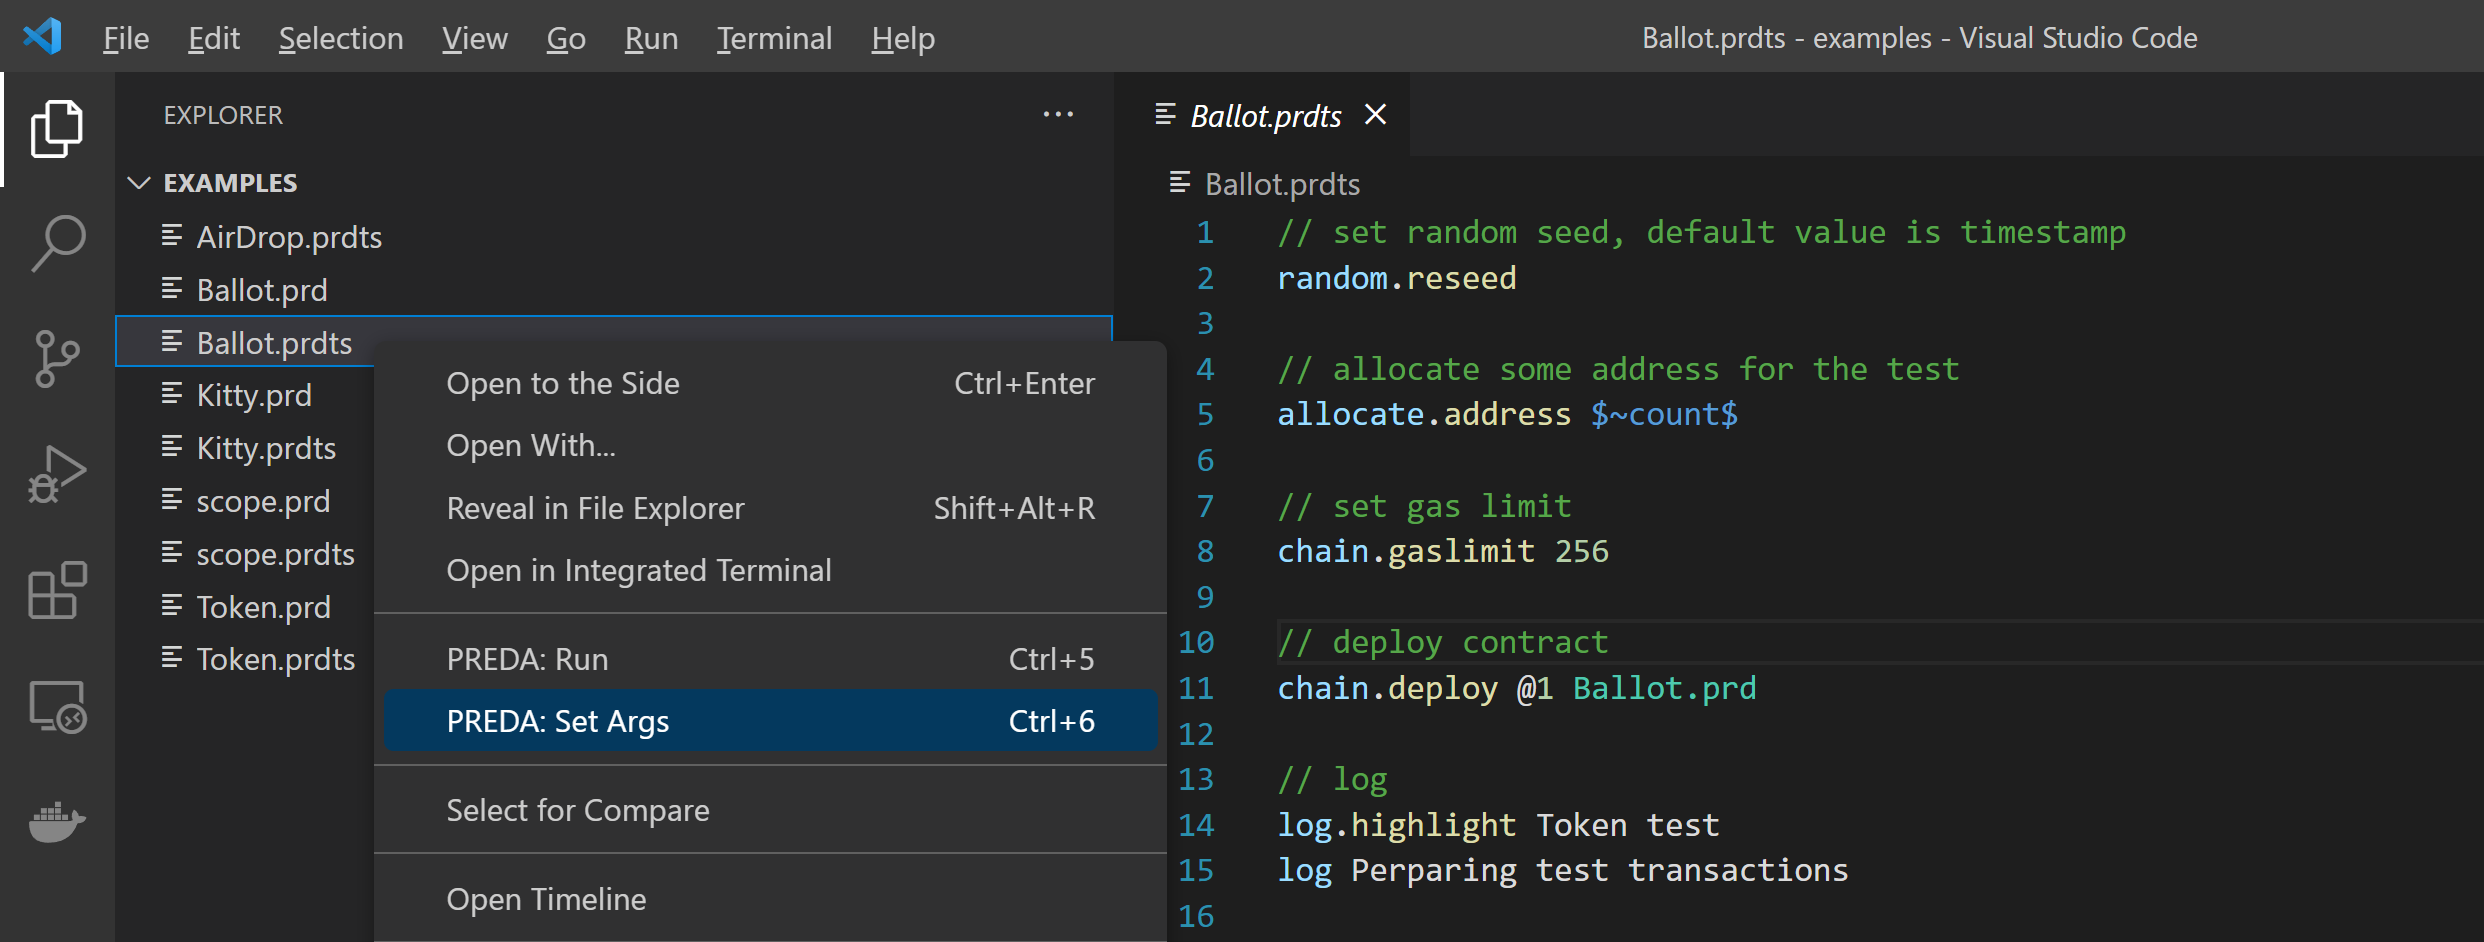 File Edit Selection View Go Run Terminal Help
Ballot.prdts - examples - Visual Studio Code
EXPLORER
EXAMPLES
AirDrop.prdts
Ballot.prd
Ballot.prdts
Kitty.prd
Kitty.prdts
scope.prd
scope.prdts
Token.prd
Token.prdts
Open to the Side Ctrl+Enter
Open With...
Reveal in File Explorer Shift+Alt+R
Open in Integrated Terminal
PREDA: Run Ctrl+5
PREDA: Set Args Ctrl+6
Select for Compare
Open Timeline
Ballot.prdts
Ballot.prdts
1 // set random seed, default value is timestamp
2 random.reseed
3
4 // allocate some address for the test
5 allocate.address $~count$
6
7 // set gas limit
8 chain.gaslimit 256
9
10 // deploy contract
11 chain.deploy @1 Ballot.prd
12
13 // log
14 log.highlight Token test
15 log Perparing test transactions
16